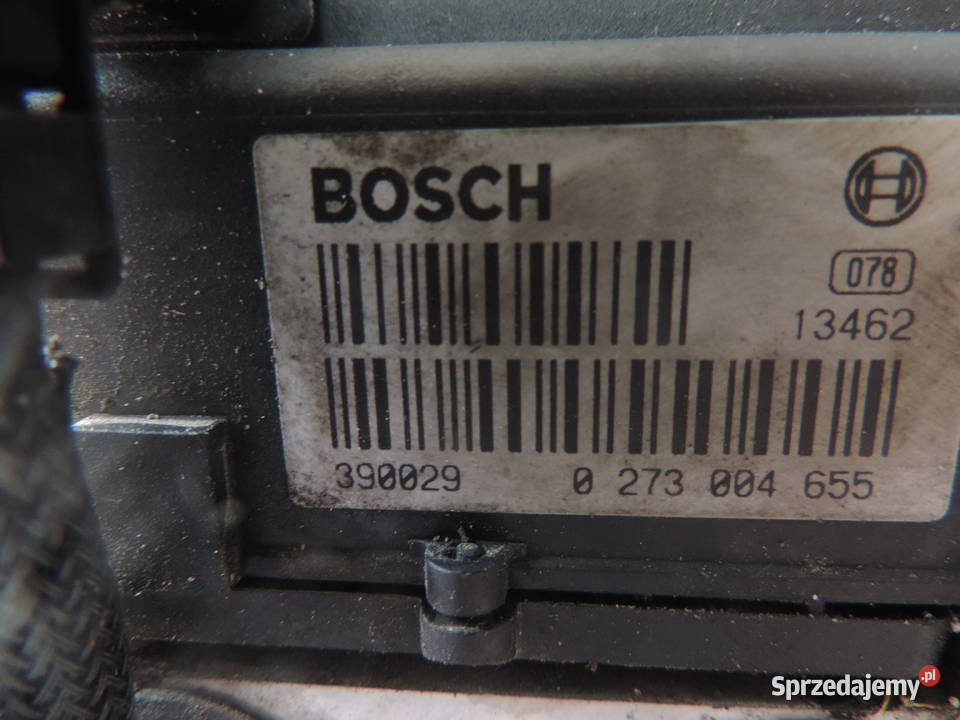 BOSCH
078
13462
390029 0 273 004 655
Sprzedajemy.pl